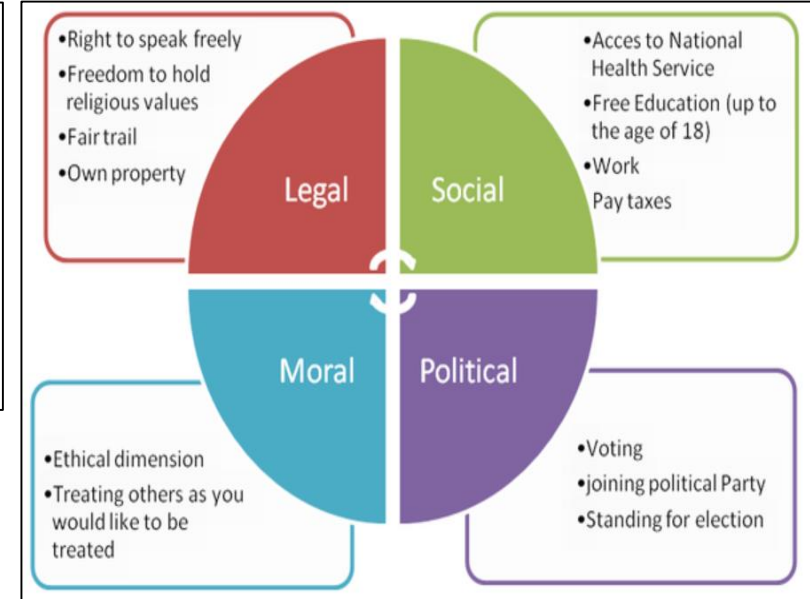 •Right to speak freely
•Freedom to hold
religious values
•Fair trail
•Own property
Legal
•Acces to National
Health Service
•Free Education (up to
the age of 18)
•Work
Pay taxes
Social
Moral
•Ethical dimension
•Treating others as you
would like to be
treated
Political
•Voting
•joining political Party
•Standing for election